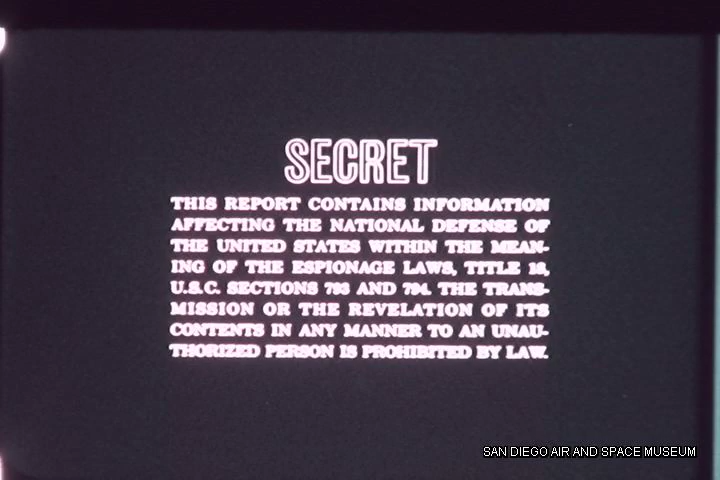 SECRET
THIS REPORT CONTAINS INFORMATION
AFFECTING THE NATIONAL DEFENSE OF
THE UNITED STATES WITHIN THE MEAN-
ING OF THE ESPIONAGE LAWS, TITLE 18,
U.S.C. SECTIONS 793 AND 794. THE TRANS-
MISSION OR THE REVELATION OF ITS
CONTENTS IN ANY MANNER TO AN UNAU-
THORIZED PERSON IS PROHIBITED BY LAW.
SAN DIEGO AIR AND SPACE MUSEUM